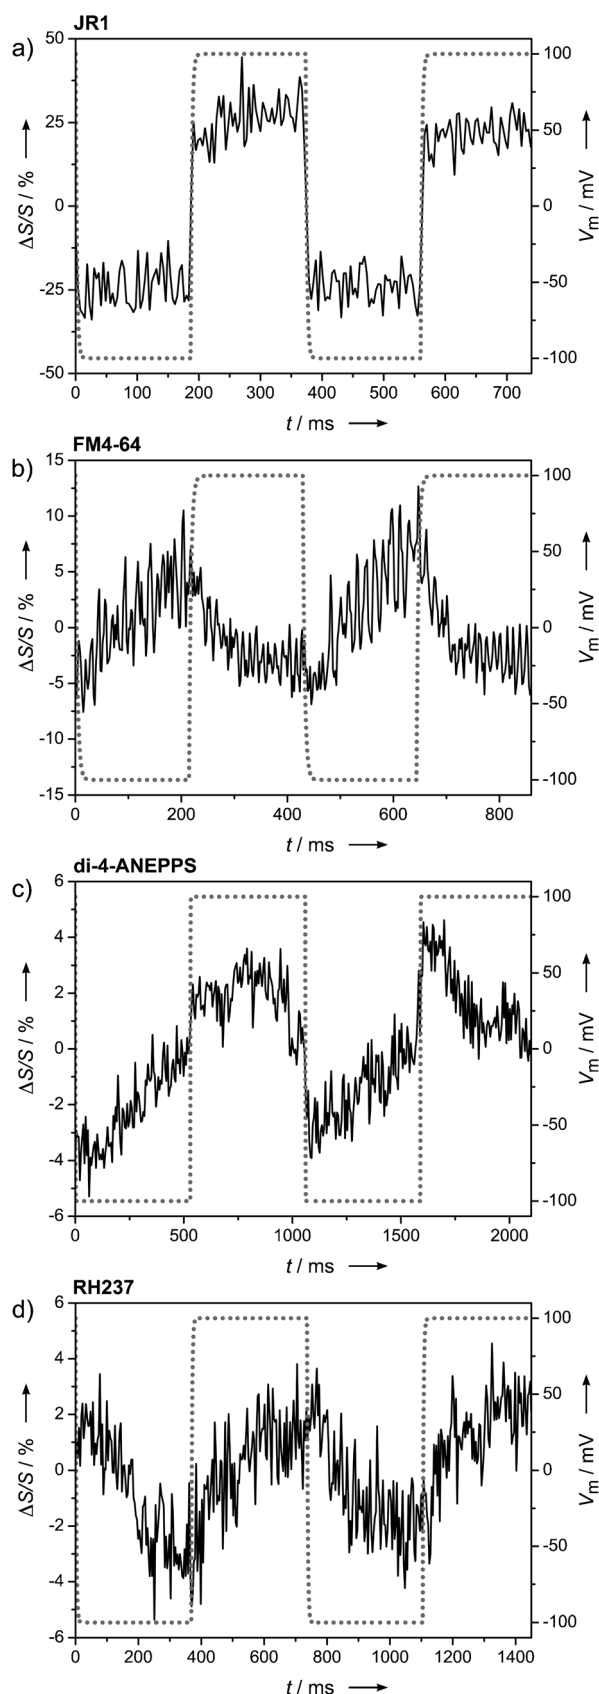 JR1
a)
50
25
0
-25
-50
100
50
0
-50
-100
ΔS/S / % ⟶
Vm / mV ⟶
0 100 200 300 400 500 600 700
t / ms ⟶
FM4-64
b)
15
10
5
0
-5
-10
-15
100
50
0
-50
-100
ΔS/S / % ⟶
Vm / mV ⟶
0 200 400 600 800
t / ms ⟶
di-4-ANEPPS
c)
6
4
2
0
-2
-4
-6
100
50
0
-50
-100
ΔS/S / % ⟶
Vm / mV ⟶
0 500 1000 1500 2000
t / ms ⟶
RH237
d)
6
4
2
0
-2
-4
-6
100
50
0
-50
-100
ΔS/S / % ⟶
Vm / mV ⟶
0 200 400 600 800 1000 1200 1400
t / ms ⟶